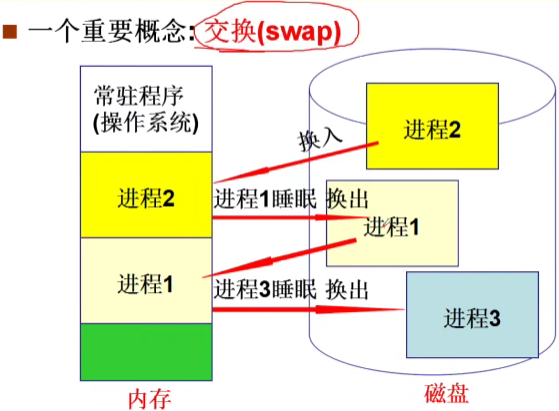 ■ 一个重要概念: 交换(swap)
常驻程序
(操作系统)
进程2
换入
进程2
进程1睡眠 换出
进程1
进程1
进程3睡眠 换出
进程3
内存
磁盘